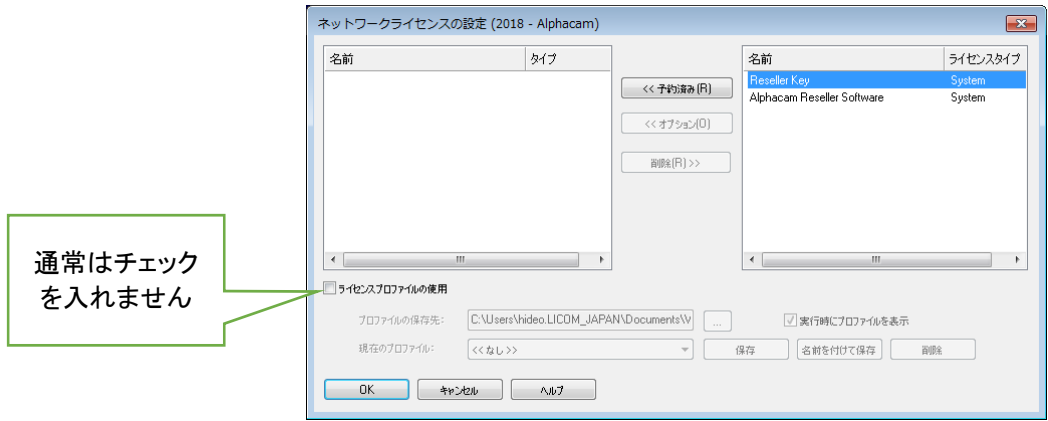 ネットワークライセンスの設定 (2018 - Alphacam)
名前 タイプ
<< 予約済み(R)
<< オプション(O)
削除(R) >>
名前 ライセンスタイプ
Reseller Key System
Alphacam Reseller Software System
通常はチェック
を入れません
ライセンスプロファイルの使用
プロファイルの保存先: C:\Users\hideo.LICOM_JAPAN\Documents\V ... 実行時にプロファイルを表示
現在のプロファイル: <<なし>> 保存 名前を付けて保存 削除
OK キャンセル ヘルプ